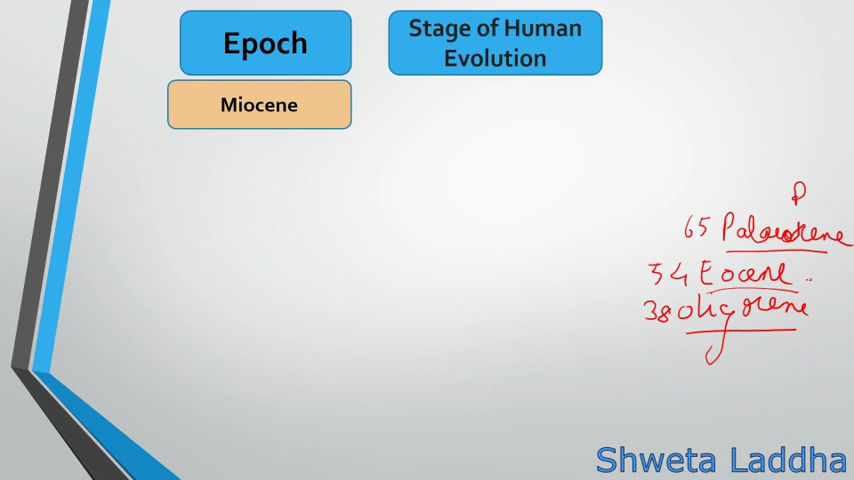 Epoch
Stage of Human
Evolution
Miocene
P
65 Palaeocene
54 Eocene
38 Oligocene
Shweta Laddha